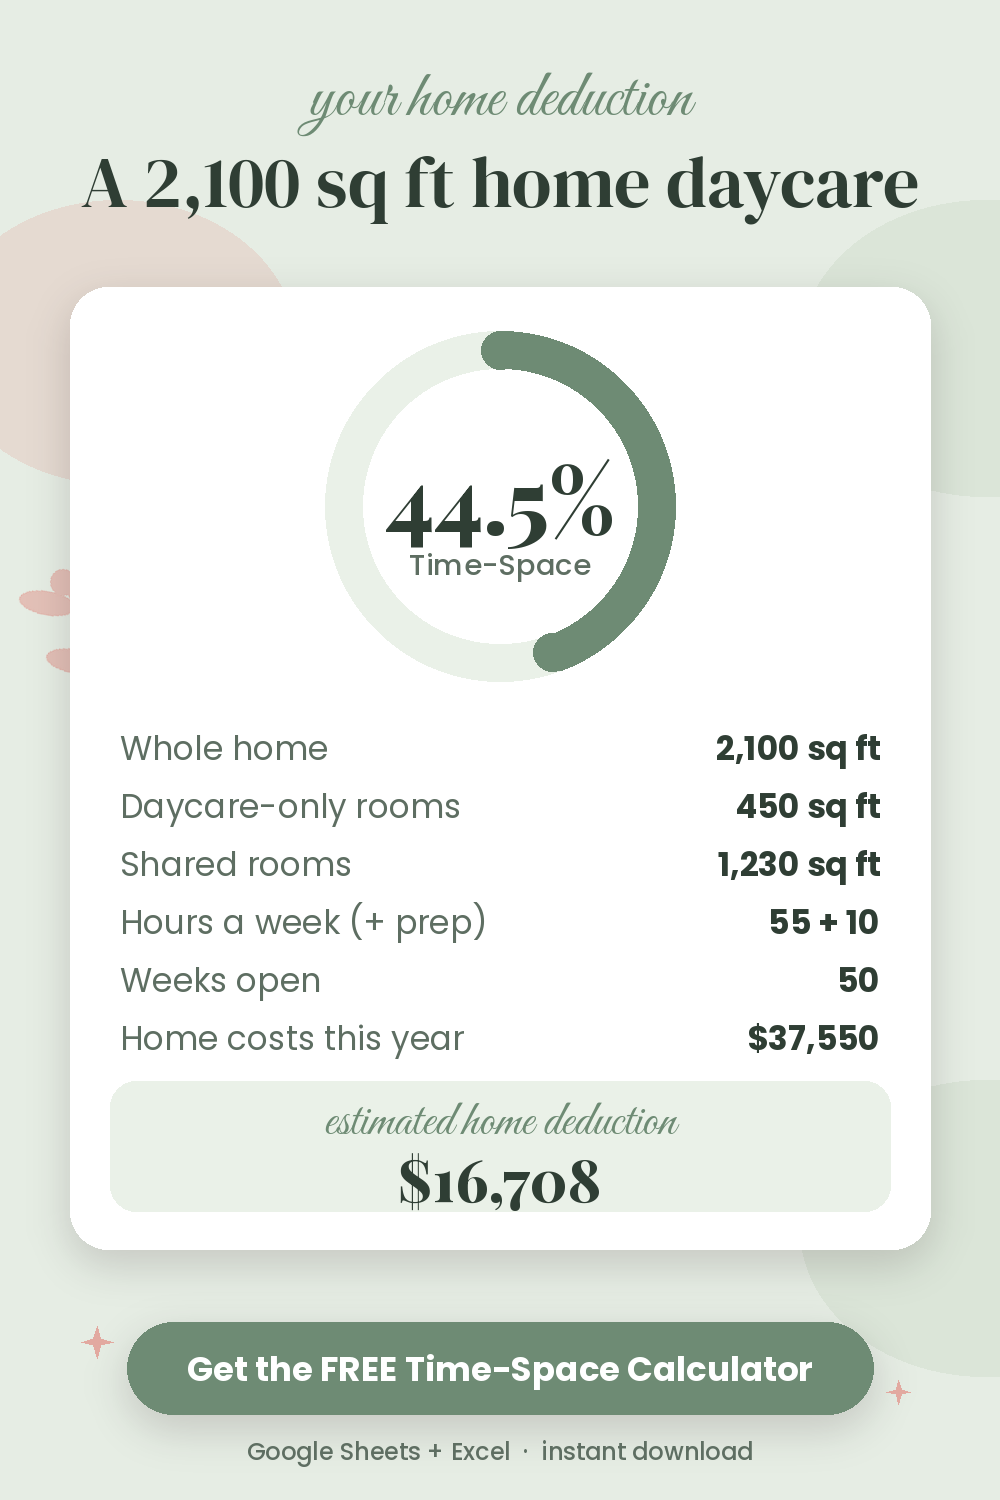 your home deduction
A 2,100 sq ft home daycare
44.5%
Time-Space
Whole home 2,100 sq ft
Daycare-only rooms 450 sq ft
Shared rooms 1,230 sq ft
Hours a week (+ prep) 55 + 10
Weeks open 50
Home costs this year $37,550
estimated home deduction
$16,708
Get the FREE Time-Space Calculator
Google Sheets + Excel · instant download